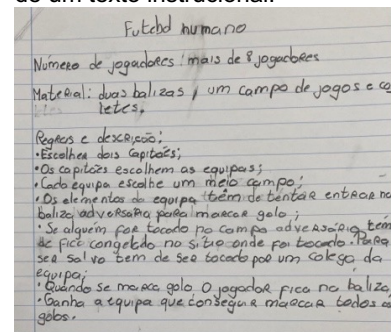 de um texto instrucional.
Futebol humano
Número de jogadores: mais de 8 jogadores
Material: duas balizas, um campo de jogos e co
letes.
Regras e descrição:
•Escolher dois capitães;
•Os capitães escolhem as equipas;
•Cada equipa escolhe um meio campo;
•Os elementos da equipa têm de tentar entrar na
baliza adversária para marcar golo;
•Se alguém for tocado no campo adversário tem
de fico congelado no sítio onde foi tocado. Para
ser salvo tem de ser tocado por um colega da
equipa;
•Quando se marca golo o jogador fica na baliza;
•Ganha a equipa que conseguir marcar todos os
golos.